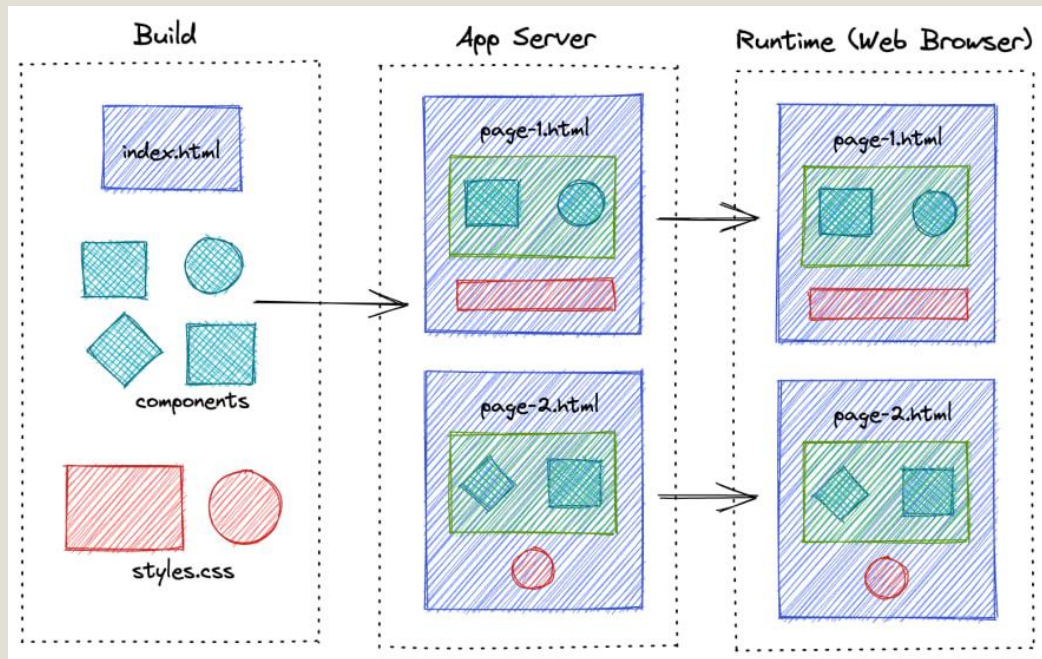 Build
index.html
components
styles.css
App Server
page-1.html
page-2.html
Runtime (Web Browser)
page-1.html
page-2.html